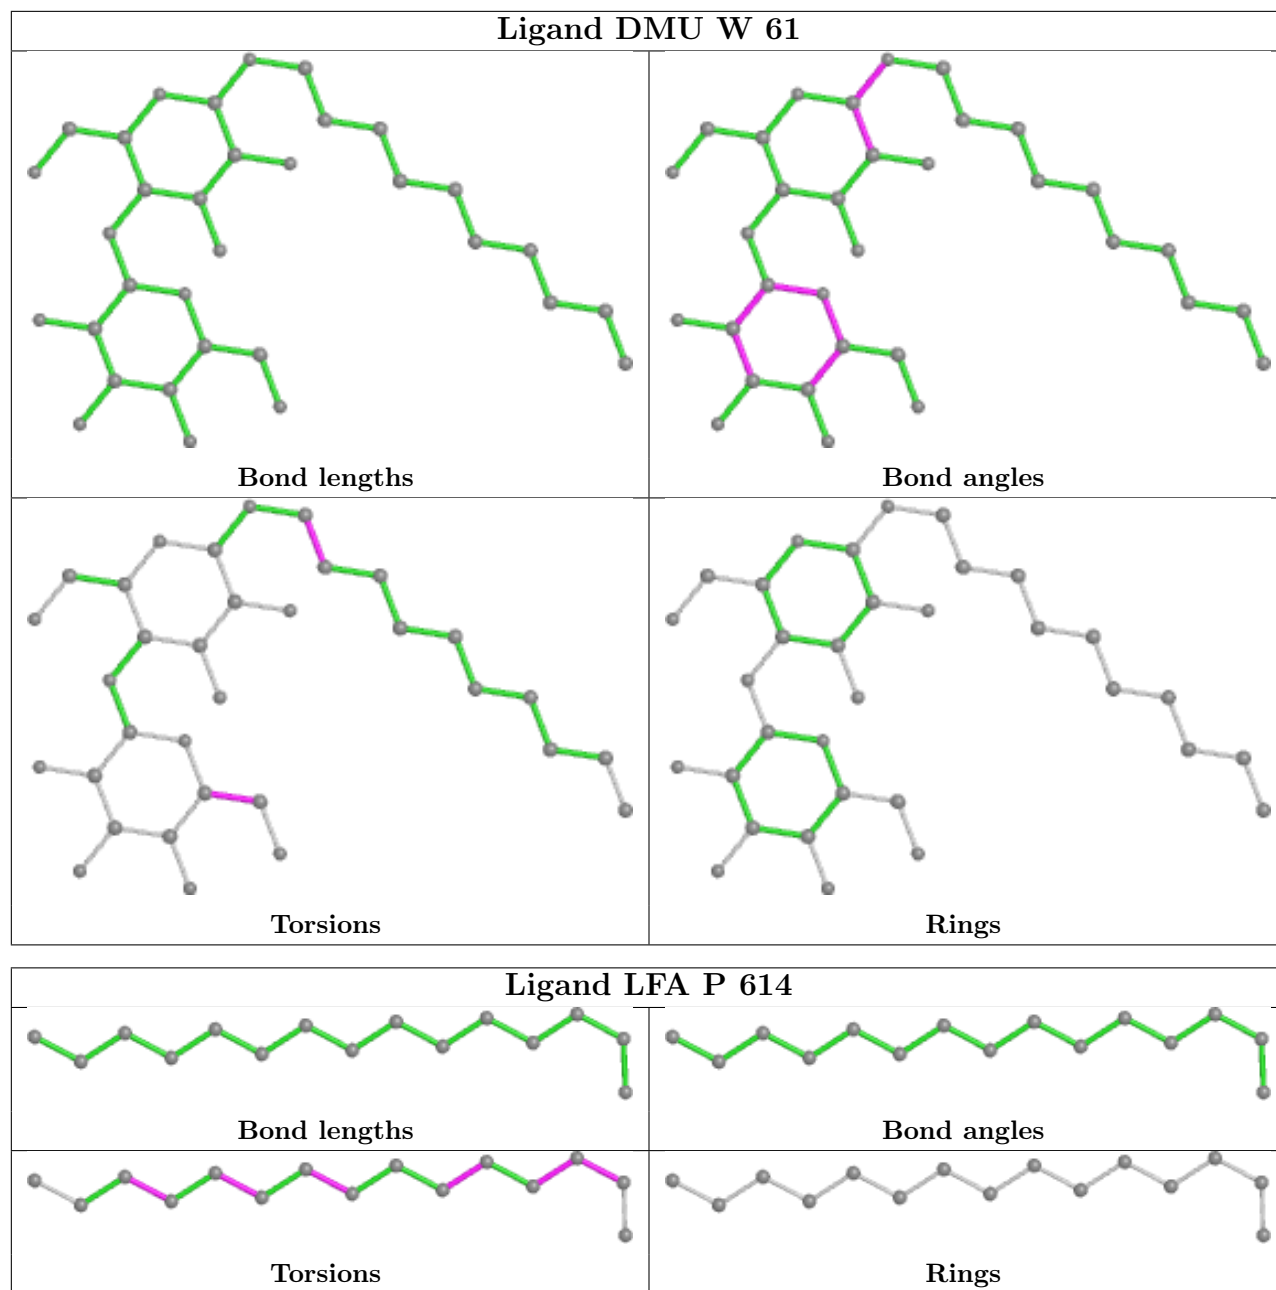 Ligand DMU W 61
Bond lengths
Bond angles
Torsions
Rings
Ligand LFA P 614
Bond lengths
Bond angles
Torsions
Rings